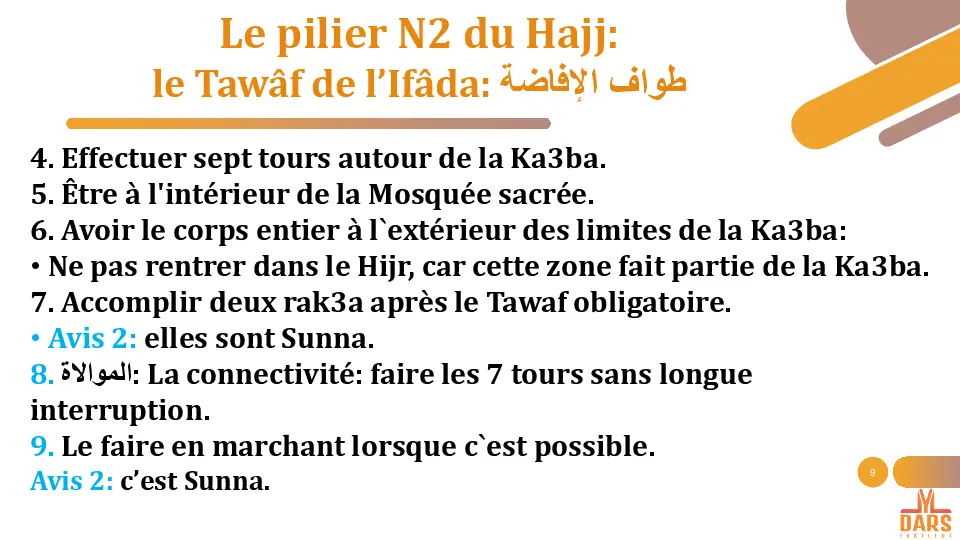 Le pilier N2 du Hajj:
le Tawâf de l’Ifâda: طواف الإفاضة
4. Effectuer sept tours autour de la Ka3ba.
5. Être à l'intérieur de la Mosquée sacrée.
6. Avoir le corps entier à l`extérieur des limites de la Ka3ba:
• Ne pas rentrer dans le Hijr, car cette zone fait partie de la Ka3ba.
7. Accomplir deux rak3a après le Tawaf obligatoire.
• Avis 2: elles sont Sunna.
8. الموالاة: La connectivité: faire les 7 tours sans longue
interruption.
9. Le faire en marchant lorsque c`est possible.
Avis 2: c’est Sunna.
9
DARS
INSTITUT